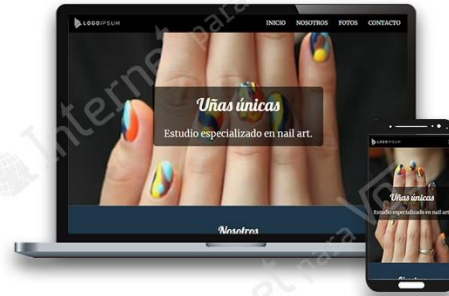 LOGOIPSUM
INICIO NOSOTROS FOTOS CONTACTO
Uñas únicas
Estudio especializado en nail art.
Nosotros
LOGOIPSUM
Uñas únicas
Estudio especializado en nail art.
Internet para